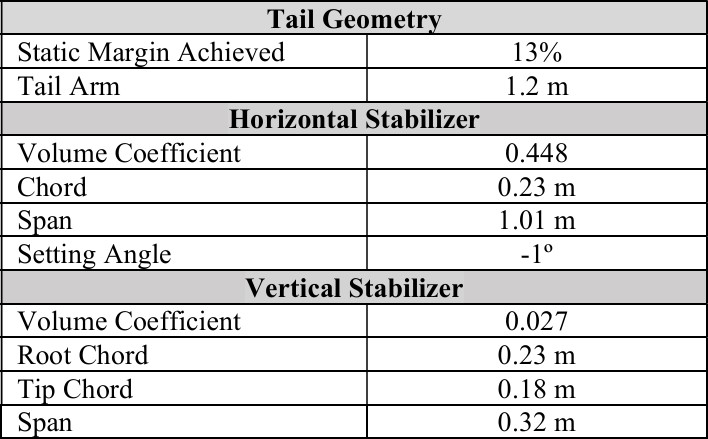 Tail Geometry
Static Margin Achieved 13%
Tail Arm 1.2 m
Horizontal Stabilizer
Volume Coefficient 0.448
Chord 0.23 m
Span 1.01 m
Setting Angle -1º
Vertical Stabilizer
Volume Coefficient 0.027
Root Chord 0.23 m
Tip Chord 0.18 m
Span 0.32 m